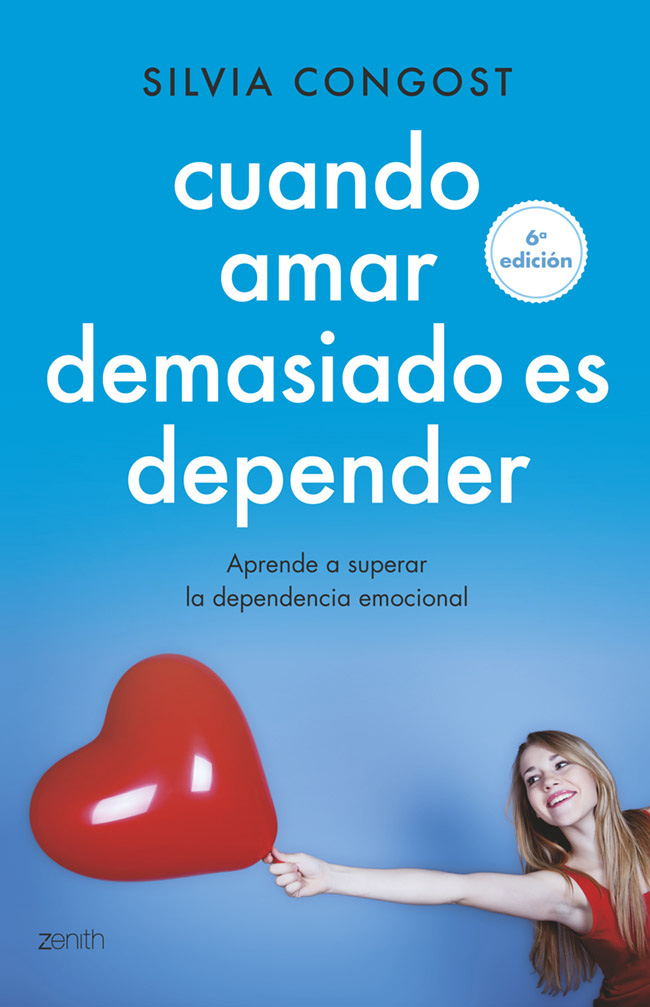 SILVIA CONGOST
cuando
amar
demasiado es
depender
6ª
edición
Aprende a superar
la dependencia emocional
zenith